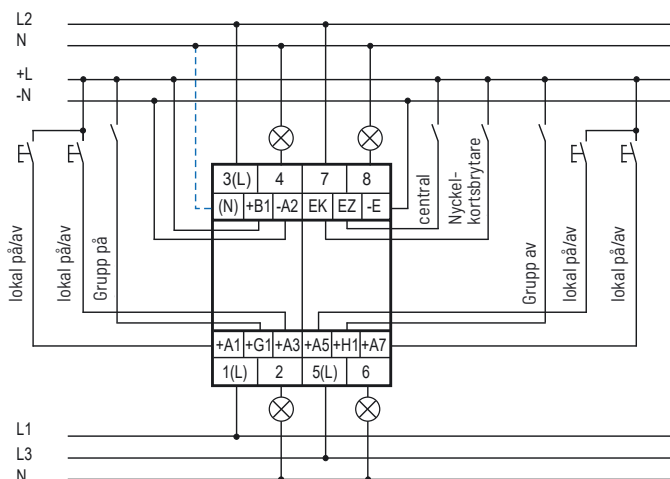 L2
N
+L
-N
3(L) 4 7 8
(N) +B1 -A2 EK EZ -E
central
Nyckel-
kortsbrytare
lokal på/av
lokal på/av
Grupp på
Grupp av
lokal på/av
lokal på/av
+A1 +G1 +A3 +A5 +H1 +A7
1(L) 2 5(L) 6
L1
L3
N